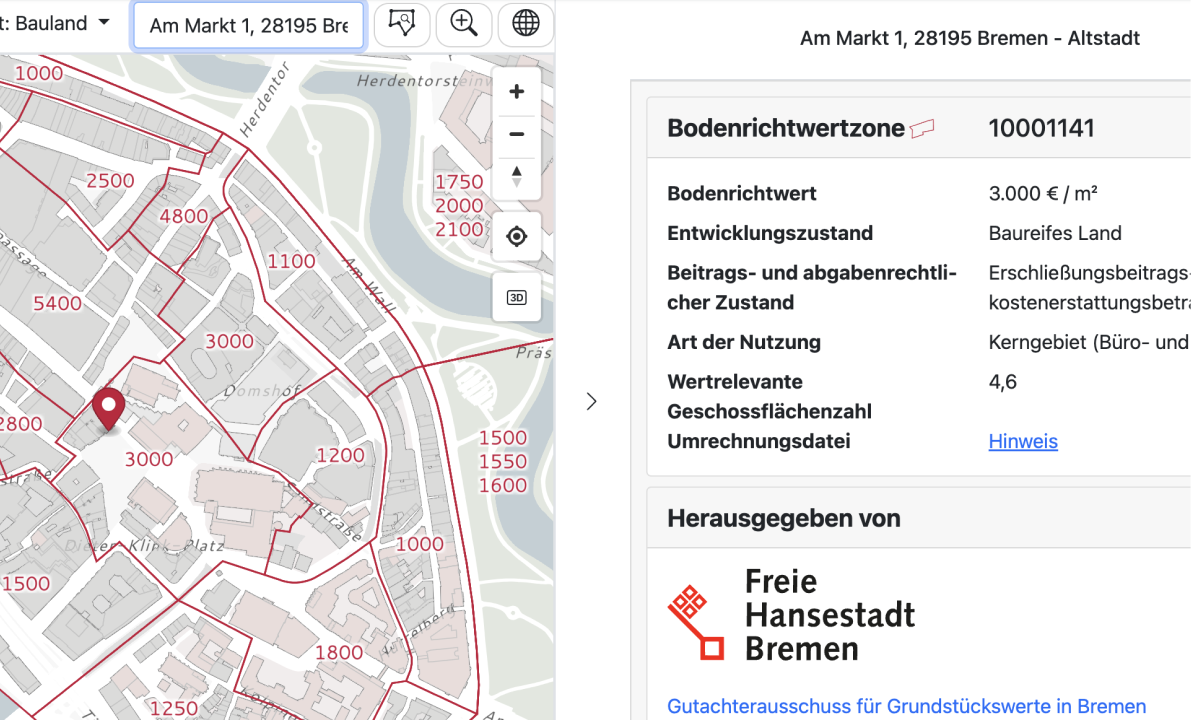 t: Bauland
Am Markt 1, 28195 Bre
Am Markt 1, 28195 Bremen - Altstadt
1000
Herdentor
Herdentorsteinw
2500
4800
1750
2000
2100
1100
Am Wall
passage
5400
3D
3000
Domshof
Präs
2800
3000
1200
1500
1550
1600
1000
Dieter-Klink-Platz
1500
1800
1250
Bodenrichtwertzone
10001141
Bodenrichtwert
3.000 € / m²
Entwicklungszustand
Baureifes Land
Beitrags- und abgabenrechtli-
cher Zustand
Erschließungsbeitrags-
kostenerstattungsbetra
Art der Nutzung
Kerngebiet (Büro- und
Wertrelevante
Geschossflächenzahl
4,6
Umrechnungsdatei
Hinweis
Herausgegeben von
Freie
Hansestadt
Bremen
Gutachterausschuss für Grundstückswerte in Bremen